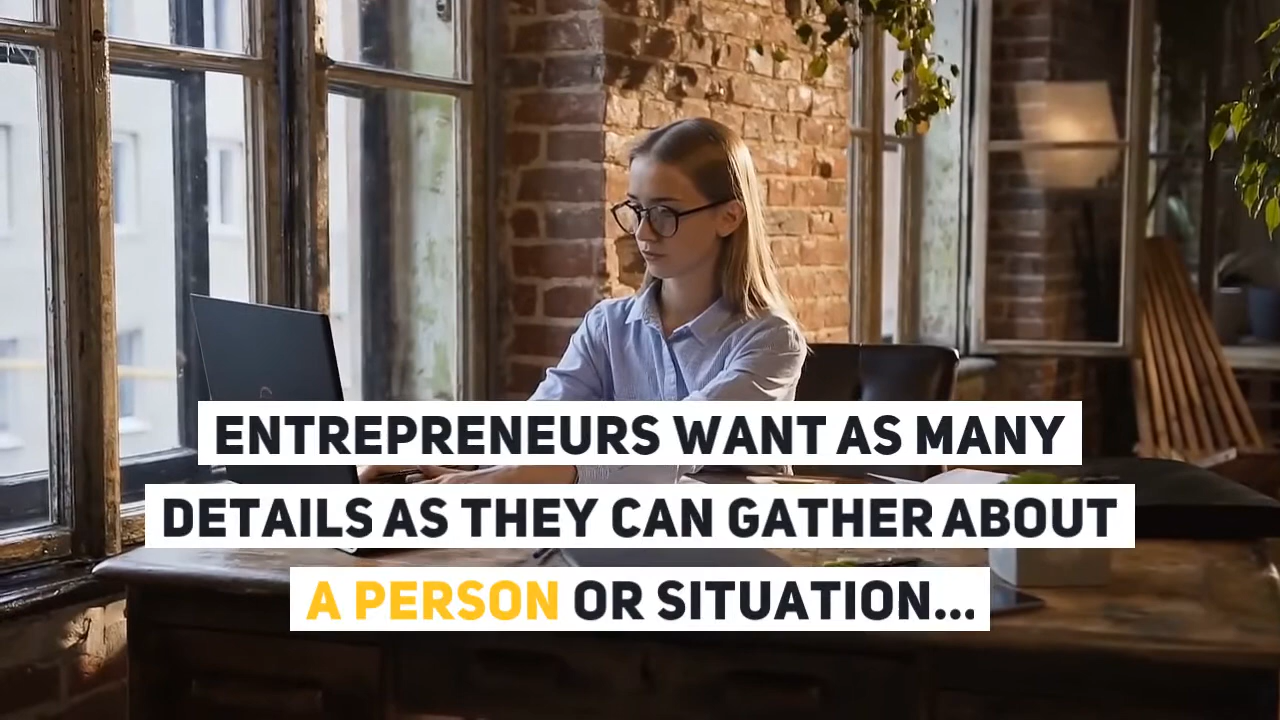 ENTREPRENEURS WANT AS MANY
DETAILS AS THEY CAN GATHER ABOUT
A PERSON OR SITUATION...